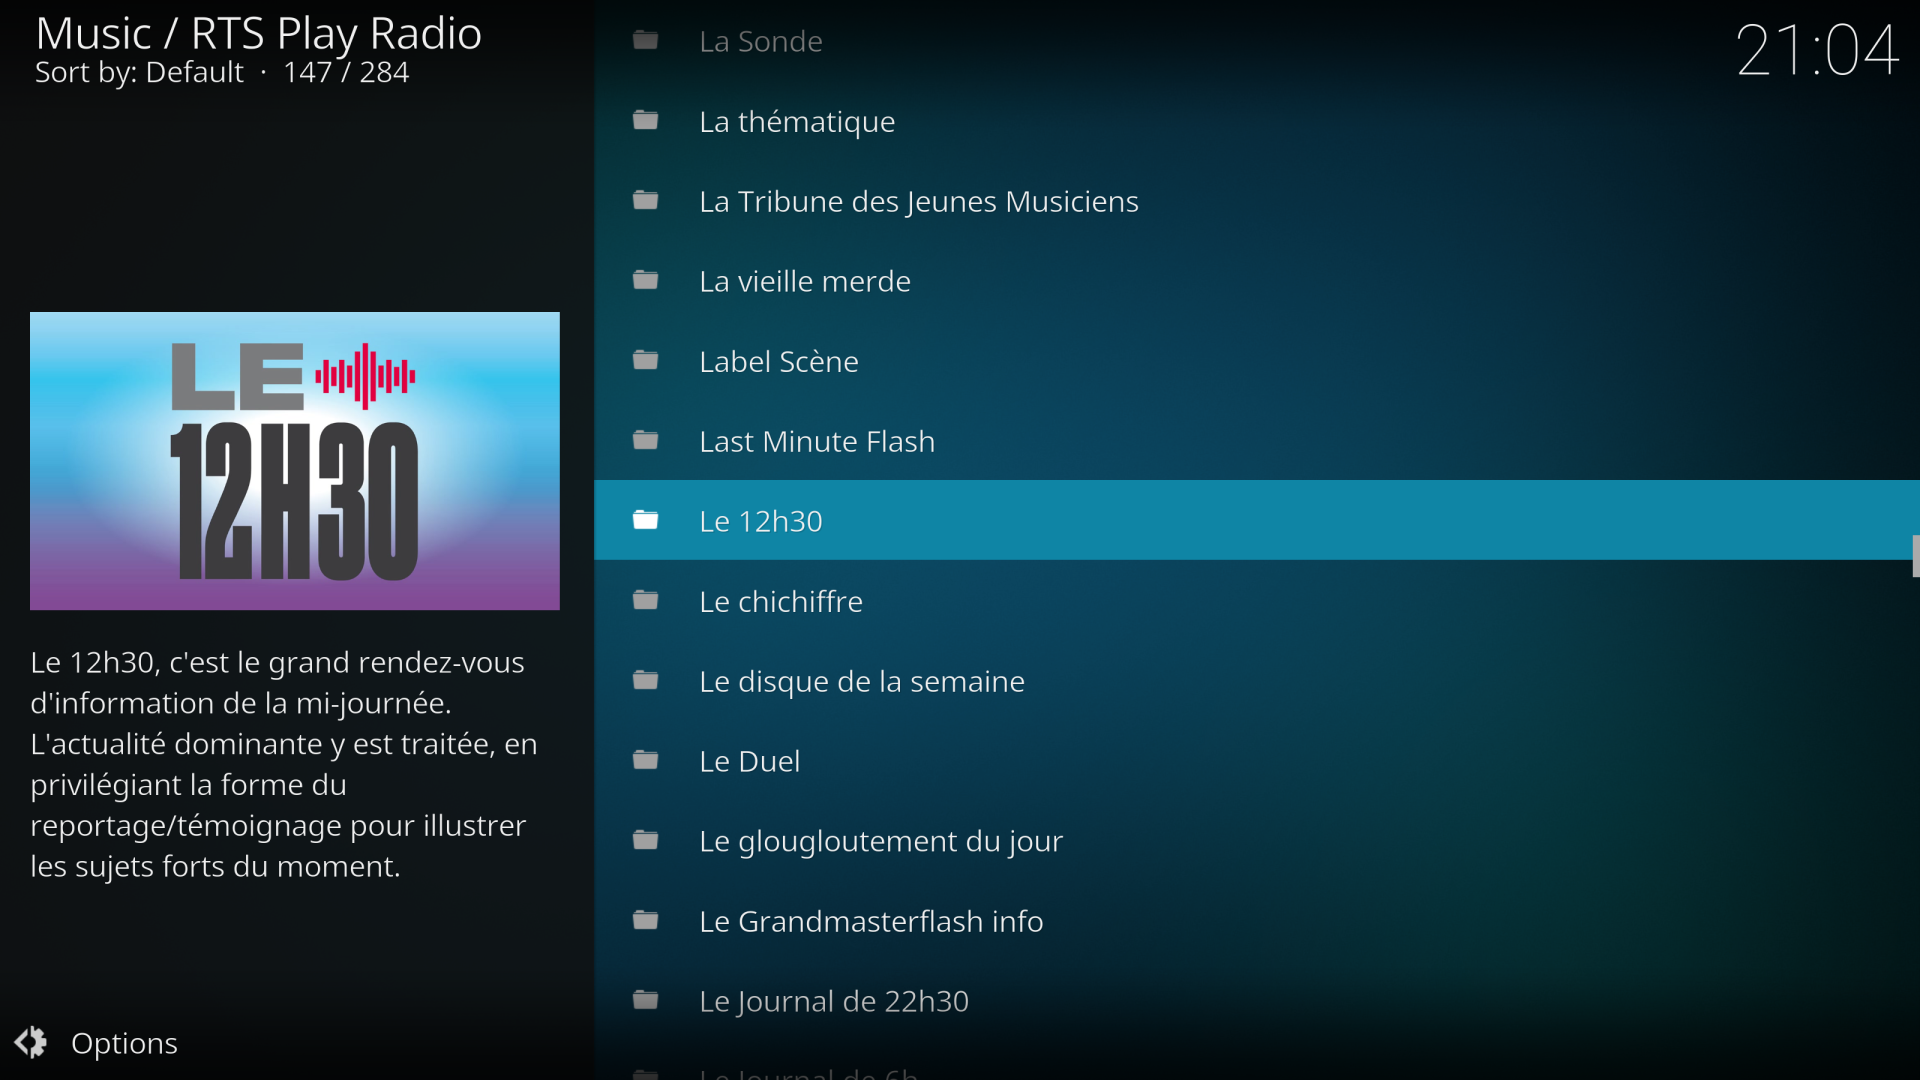 Music / RTS Play Radio
Sort by: Default · 147 / 284
21:04
LE
12H30
Le 12h30, c'est le grand rendez-vous
d'information de la mi-journée.
L'actualité dominante y est traitée, en
privilégiant la forme du
reportage/témoignage pour illustrer
les sujets forts du moment.
Options
La Sonde
La thématique
La Tribune des Jeunes Musiciens
La vieille merde
Label Scène
Last Minute Flash
Le 12h30
Le chichiffre
Le disque de la semaine
Le Duel
Le glougloutement du jour
Le Grandmasterflash info
Le Journal de 22h30
Le Journal de 6h